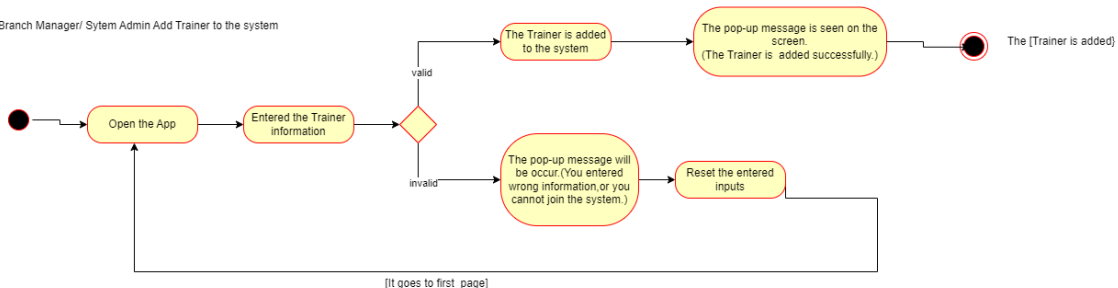 Branch Manager/ Sytem Admin Add Trainer to the system
The Trainer is added
to the system
The pop-up message is seen on the
screen.
(The Trainer is added successfully.)
The [Trainer is added}
valid
Open the App
Entered the Trainer
information
invalid
The pop-up message will
be occur.(You entered
wrong information,or you
cannot join the system.)
Reset the entered
inputs
[It goes to first page]